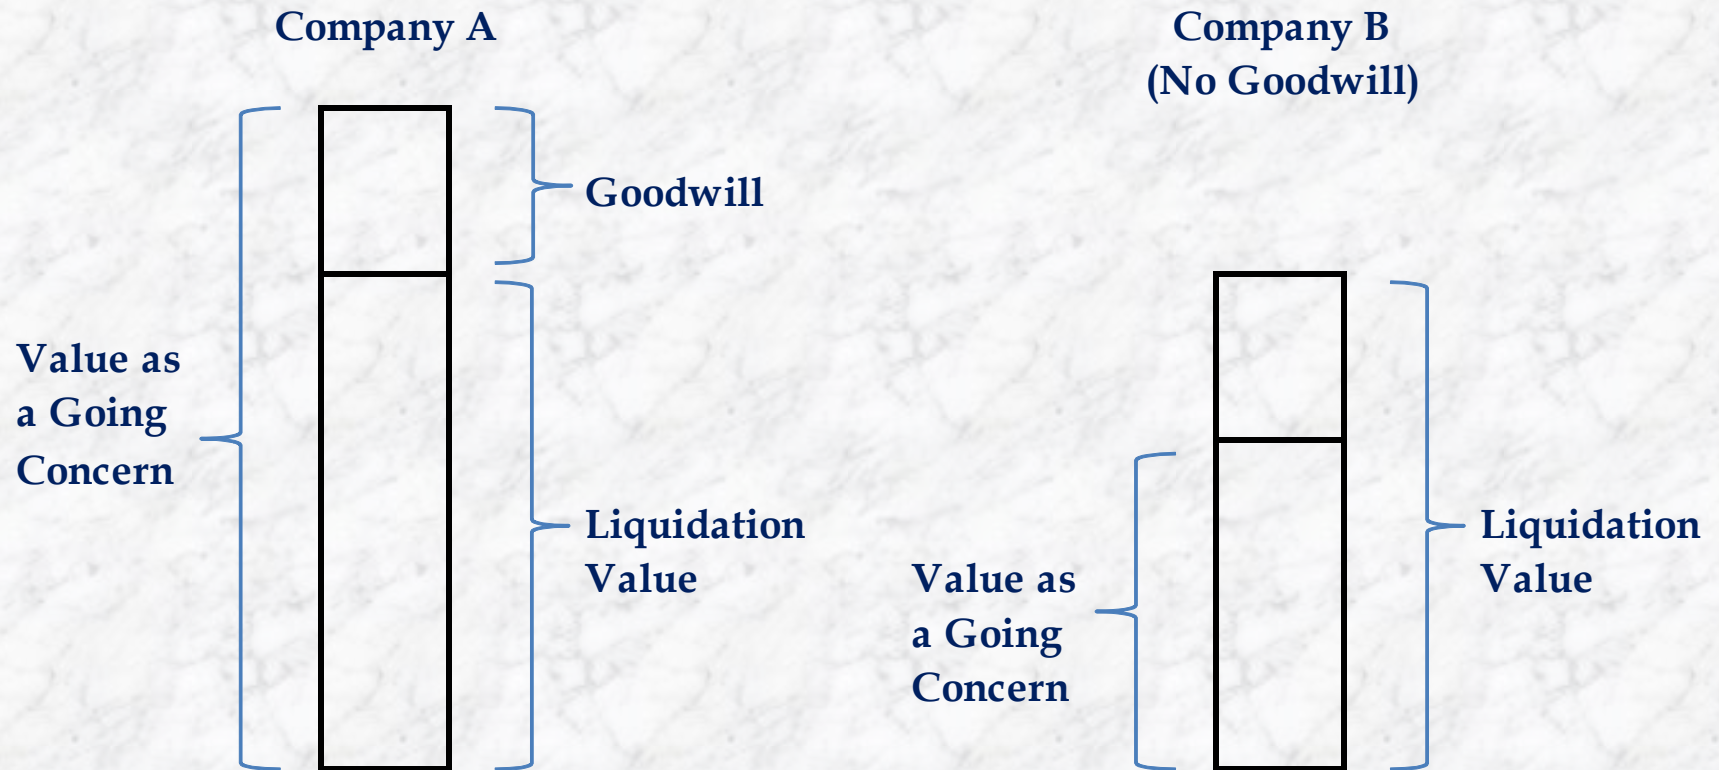 Company A
Goodwill
Value as
a Going
Concern
Liquidation
Value
Company B
(No Goodwill)
Value as
a Going
Concern
Liquidation
Value